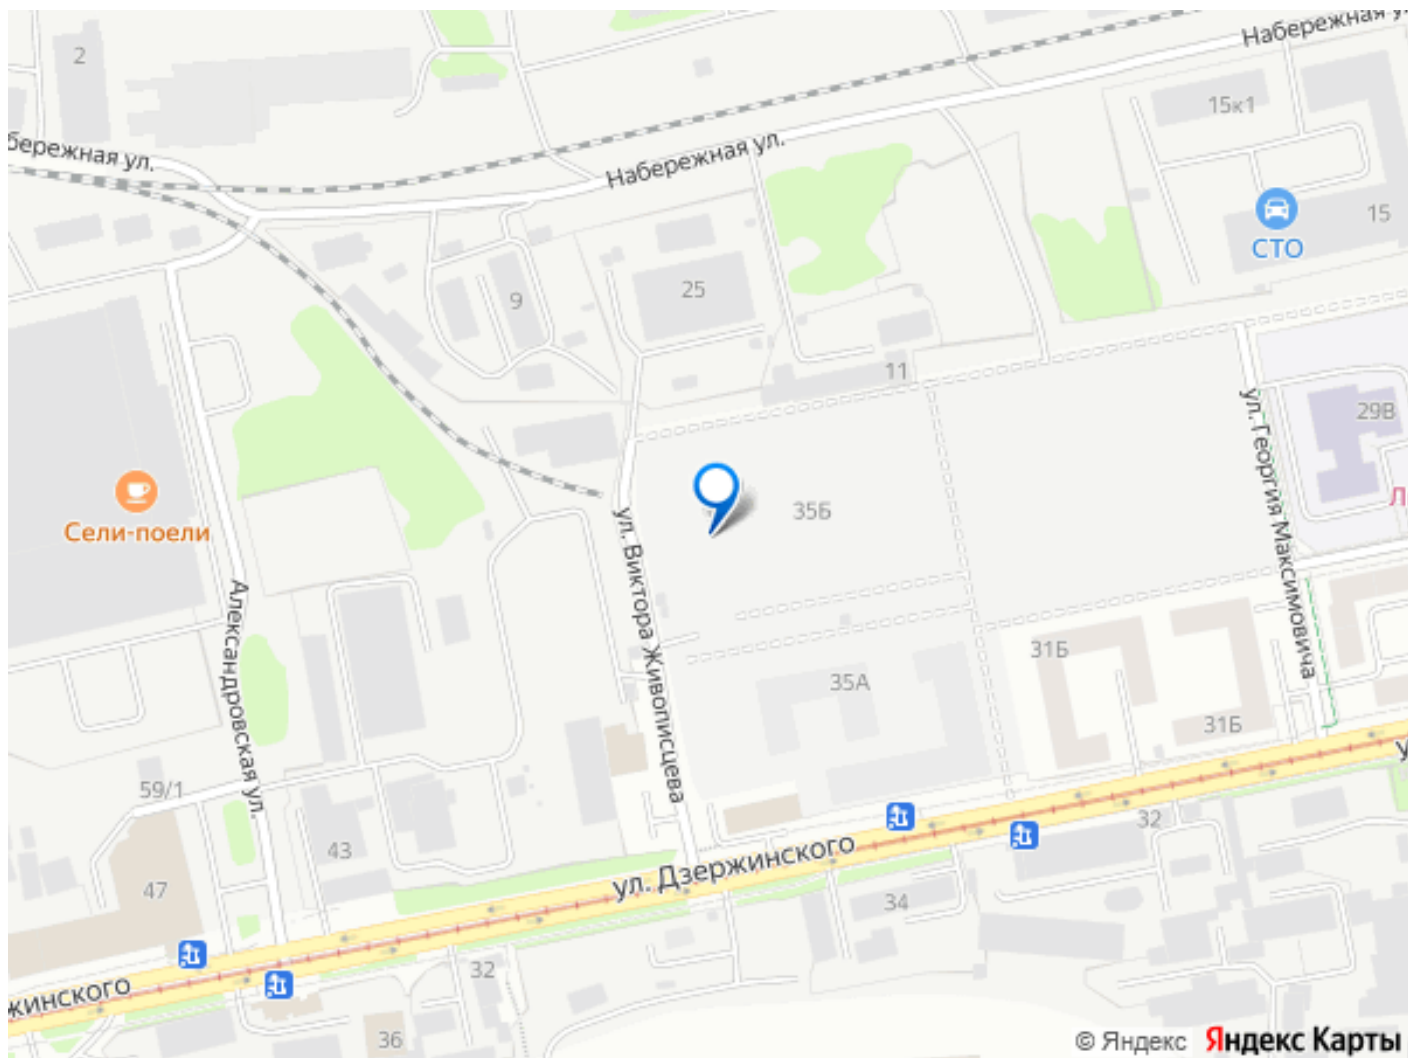 Набережная у
2
15к1
бережная ул.
Набережная ул.
15
СТО
25
9
11
ул. Георгия Максимовича
29В
Сели-поели
35Б
Л
ул. Виктора Живописцева
Александровская ул.
31Б
35А
31Б
у
59/1
32
43
ул. Дзержинского
47
34
32
жинского
36
© Яндекс Яндекс Карты